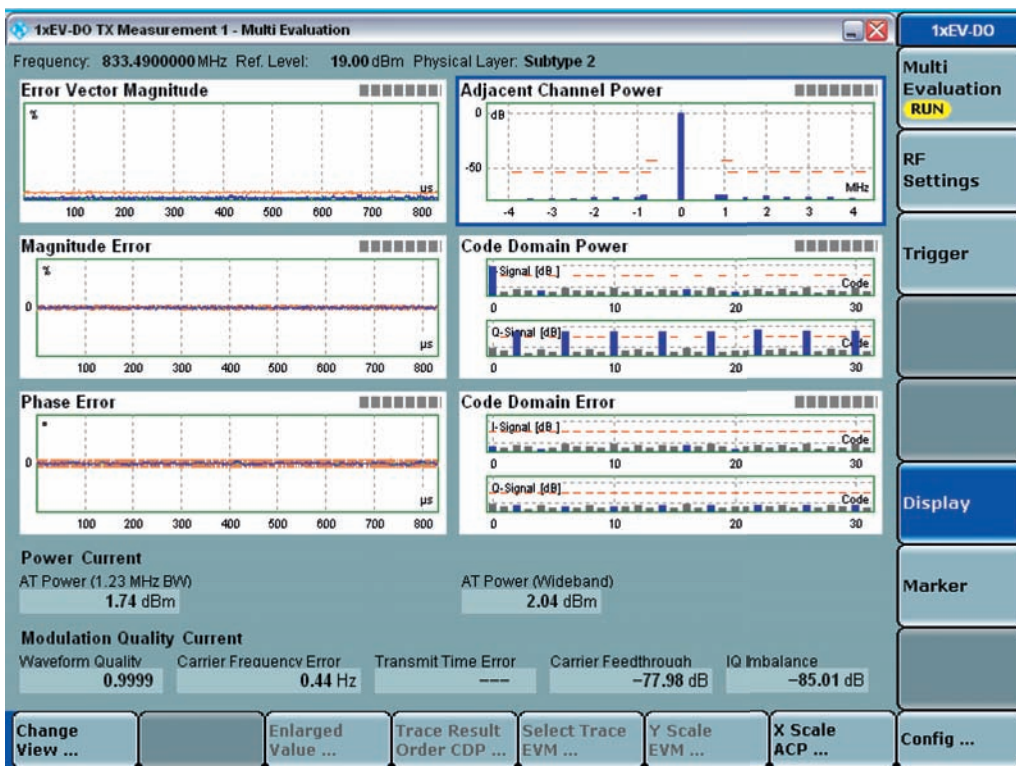 1xEV-DO TX Measurement 1 - Multi Evaluation
1xEV-DO
Frequency: 833.4900000 MHz Ref. Level: 19.00 dBm Physical Layer: Subtype 2
Multi
Evaluation
RUN
RF
Settings
Trigger
Display
Marker
Error Vector Magnitude
%
µs
100 200 300 400 500 600 700 800
Adjacent Channel Power
0 dB
-50
MHz
-4 -3 -2 -1 0 1 2 3 4
Magnitude Error
%
0
µs
100 200 300 400 500 600 700 800
Code Domain Power
I-Signal [dB ]
Code
0 10 20 30
Q-Signal [dB]
Code
0 10 20 30
Phase Error
°
0
µs
100 200 300 400 500 600 700 800
Code Domain Error
I-Signal [dB ]
Code
0 10 20 30
Q-Signal [dB]
Code
0 10 20 30
Power Current
AT Power (1.23 MHz BW)
1.74 dBm
AT Power (Wideband)
2.04 dBm
Modulation Quality Current
Waveform Quality Carrier Frequency Error Transmit Time Error Carrier Feedthrough IQ Imbalance
0.9999 0.44 Hz --- −77.98 dB −85.01 dB
Change
View ...
Enlarged
Value ...
Trace Result
Order CDP ...
Select Trace
EVM ...
Y Scale
EVM ...
X Scale
ACP ...
Config ...